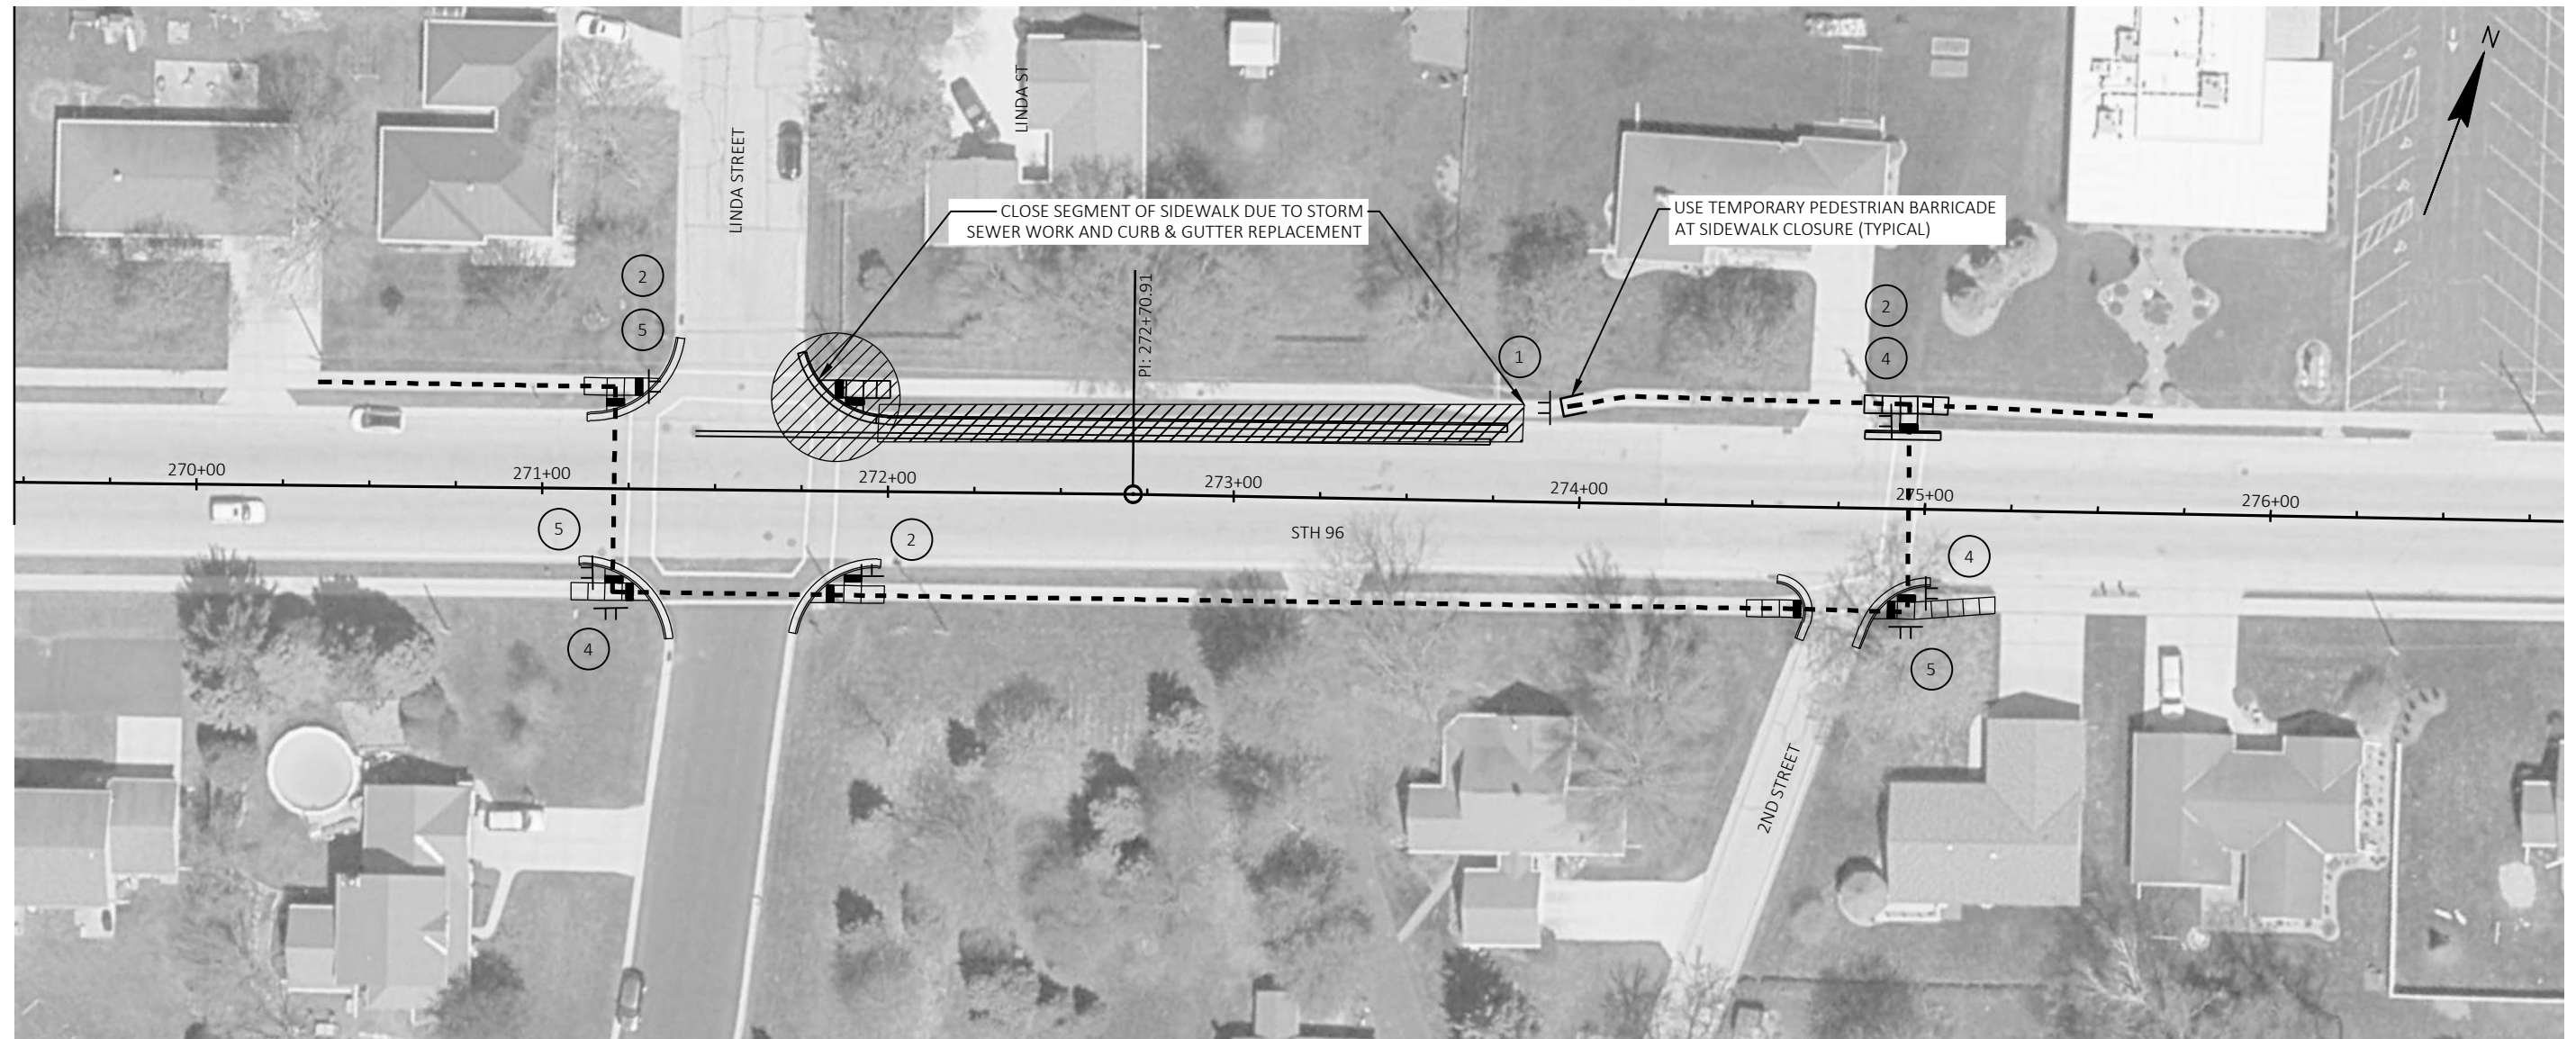 N
LINDA STREET
LINDA ST
CLOSE SEGMENT OF SIDEWALK DUE TO STORM
SEWER WORK AND CURB & GUTTER REPLACEMENT
USE TEMPORARY PEDESTRIAN BARRICADE
AT SIDEWALK CLOSURE (TYPICAL)
2
5
PI: 272+70.91
1
2
4
270+00
271+00
272+00
273+00
274+00
275+00
276+00
STH 96
5
2
4
4
5
2ND STREET